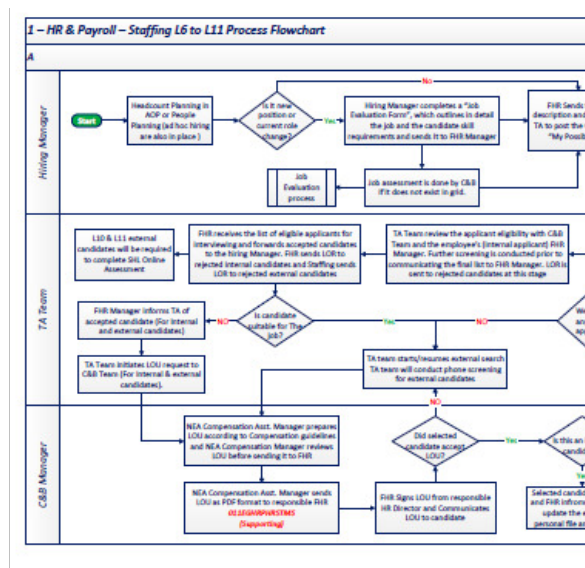 1 – HR & Payroll – Staffing L6 to L11 Process Flowchart
A
Hiring Manager
Start
Headcount Planning in
AOP or People
Planning (ad hoc hiring
are also in place )
Is it new
position or
current role
change?
No
Yes
Hiring Manager completes a "Job
Evaluation Form", which outlines in detail
the job and the candidate skill
requirements and sends it to FHR Manager
FHR Sends
description and
TA to post the
"My Possi
Job
Evaluation
process
Job assessment is done by C&B
if it does not exist in grid.
TA Team
L10 & L11 external
candidates will be required
to complete SHL Online
Assessment
FHR receives the list of eligible applicants for
interviewing and forwards accepted candidates
to the hiring Manager. FHR sends LOR to
rejected internal candidates and Staffing sends
LOR to rejected external candidates
TA Team review the applicant eligibility with C&B
Team and the employee's (internal applicant) FHR
Manager. Further screening is conducted prior to
communicating the final list to FHR Manager. LOR is
sent to rejected candidates at this stage
FHR Manager informs TA of
accepted candidate (For Internal
and external candidates)
NO
Is candidate
suitable for The
job?
Yes
NO
We
an
app
TA Team Initiates LOU request to
C&B Team (For Internal & external
candidates).
TA team starts/resumes external search
TA team will conduct phone screening
for external candidates
C&B Manager
NO
NEA Compensation Asst. Manager prepares
LOU according to Compensation guidelines
and NEA Compensation Manager reviews
LOU before sending it to FHR
Did selected
candidate accept
LOU?
Yes
Is this an
candida
Yes
NEA Compensation Asst. Manager sends
LOU as PDF format to responsible FHR
(Supporting)
FHR Signs LOU from responsible
HR Director and Communicates
LOU to candidate
Selected candid
and FHR infrom
update the e
personal file an